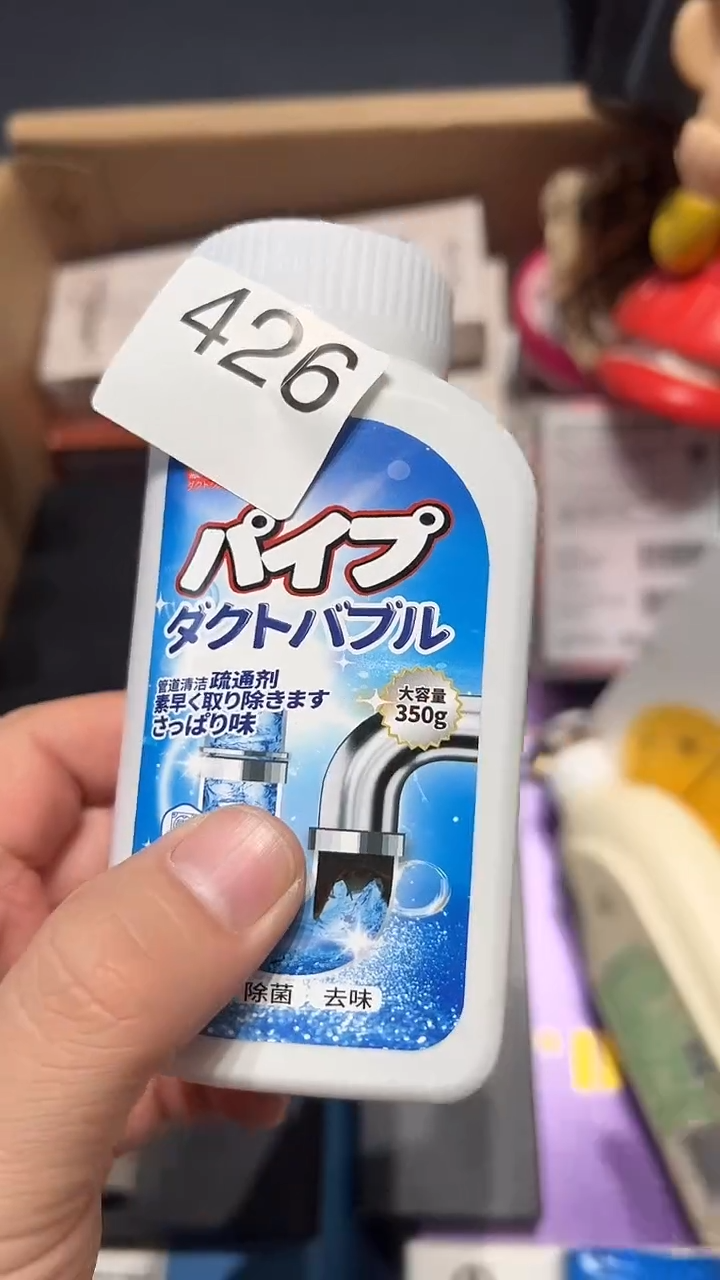 426
パイプ
ダクトバブル
管道清洁 疏通剤
素早く取り除きます
さっぱり味
大容量
350g
除菌 去味